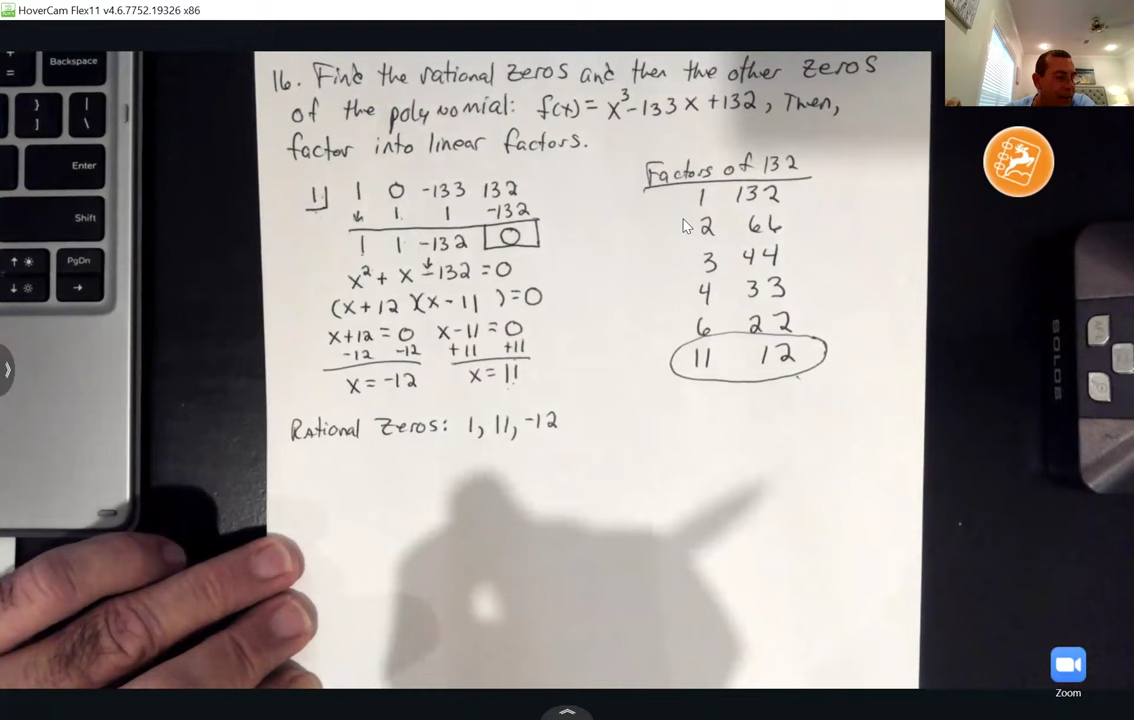 HoverCam Flex11 v4.6.7752.19326 x86
Backspace
+
=
}
]
|
\
Enter
Shift
PgDn
16. Find the rational zeros and then the other zeros
of the polynomial: f(x) = x³-133x+132, Then,
factor into linear factors.
1 1 0 -133 132
↓ 1 1 -132
1 1 -132 0
x² + x - 132 = 0
(x+12)(x-11) = 0
x+12 = 0 x-11 = 0
-12 -12 +11 +11
x = -12 x = 11
Rational Zeros: 1, 11, -12
Factors of 132
1 132
2 66
3 44
4 33
6 22
11 12
SOLDS
Zoom